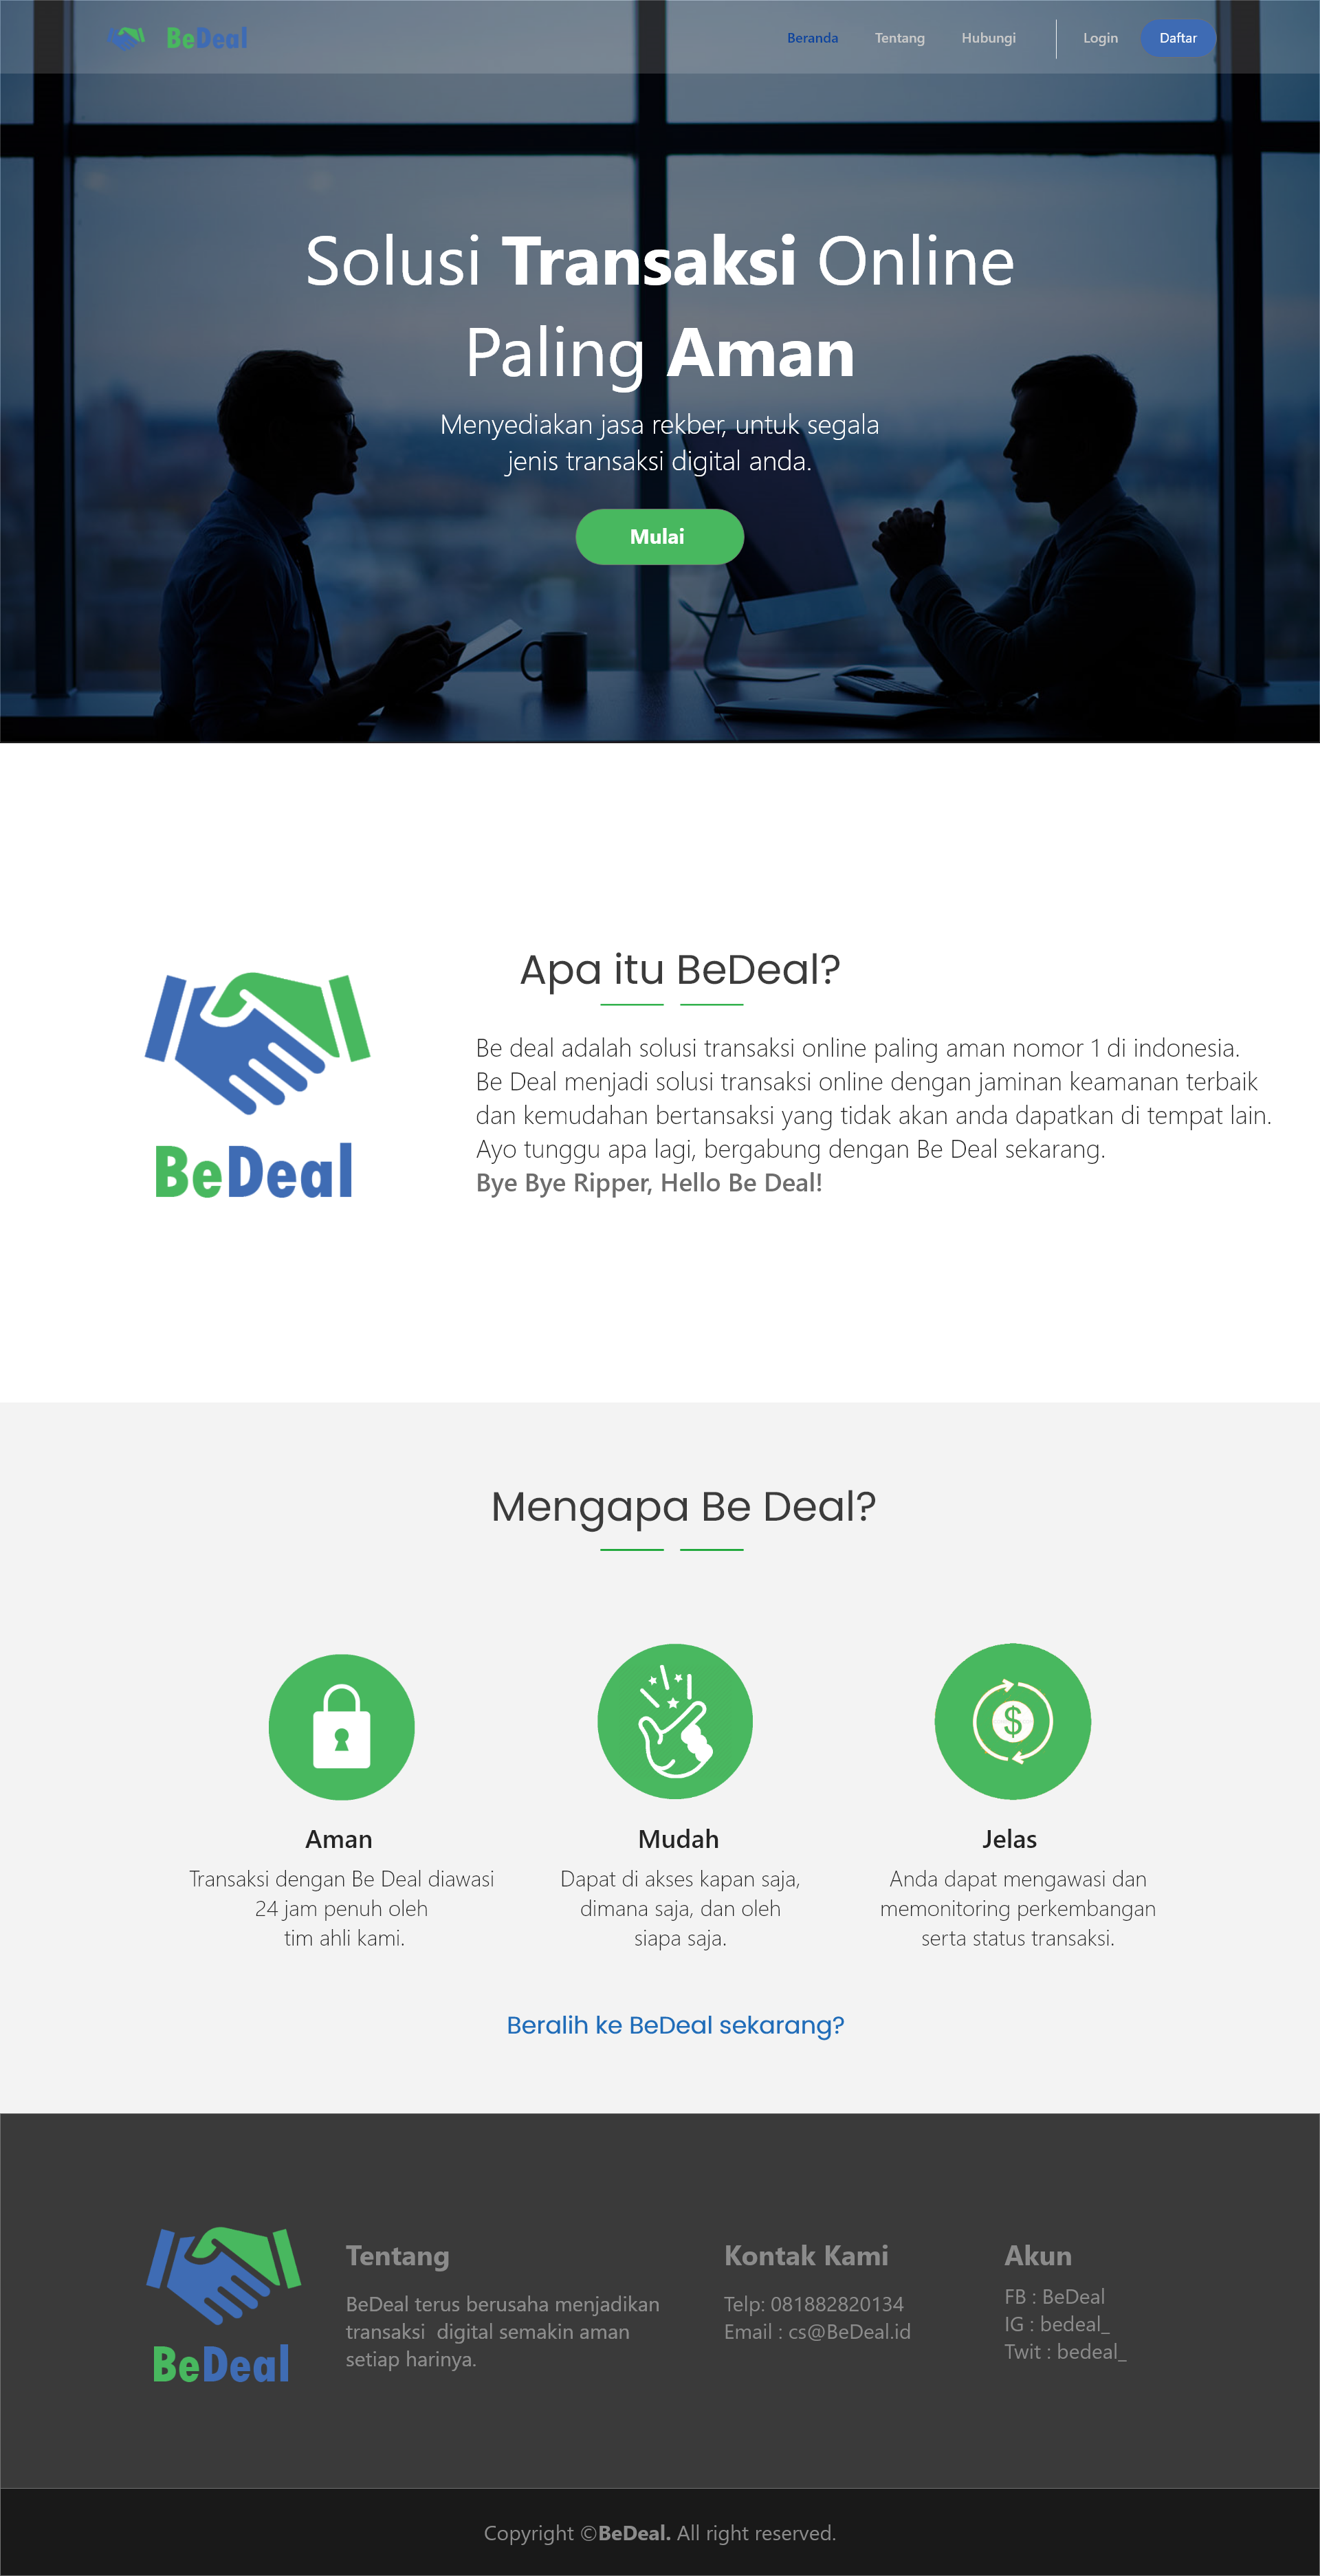 BeDeal
Beranda Tentang Hubungi Login Daftar
Solusi Transaksi Online
Paling Aman
Menyediakan jasa rekber, untuk segala
jenis transaksi digital anda.
Mulai
Apa itu BeDeal?
BeDeal
Be deal adalah solusi transaksi online paling aman nomor 1 di indonesia.
Be Deal menjadi solusi transaksi online dengan jaminan keamanan terbaik
dan kemudahan bertansaksi yang tidak akan anda dapatkan di tempat lain.
Ayo tunggu apa lagi, bergabung dengan Be Deal sekarang.
Bye Bye Ripper, Hello Be Deal!
Mengapa Be Deal?
$
Aman
Transaksi dengan Be Deal diawasi
24 jam penuh oleh
tim ahli kami.
Mudah
Dapat di akses kapan saja,
dimana saja, dan oleh
siapa saja.
Jelas
Anda dapat mengawasi dan
memonitoring perkembangan
serta status transaksi.
Beralih ke BeDeal sekarang?
BeDeal
Tentang
BeDeal terus berusaha menjadikan
transaksi  digital semakin aman
setiap harinya.
Kontak Kami
Telp: 081882820134
Email : cs@BeDeal.id
Akun
FB : BeDeal
IG : bedeal_
Twit : bedeal_
Copyright ©BeDeal. All right reserved.